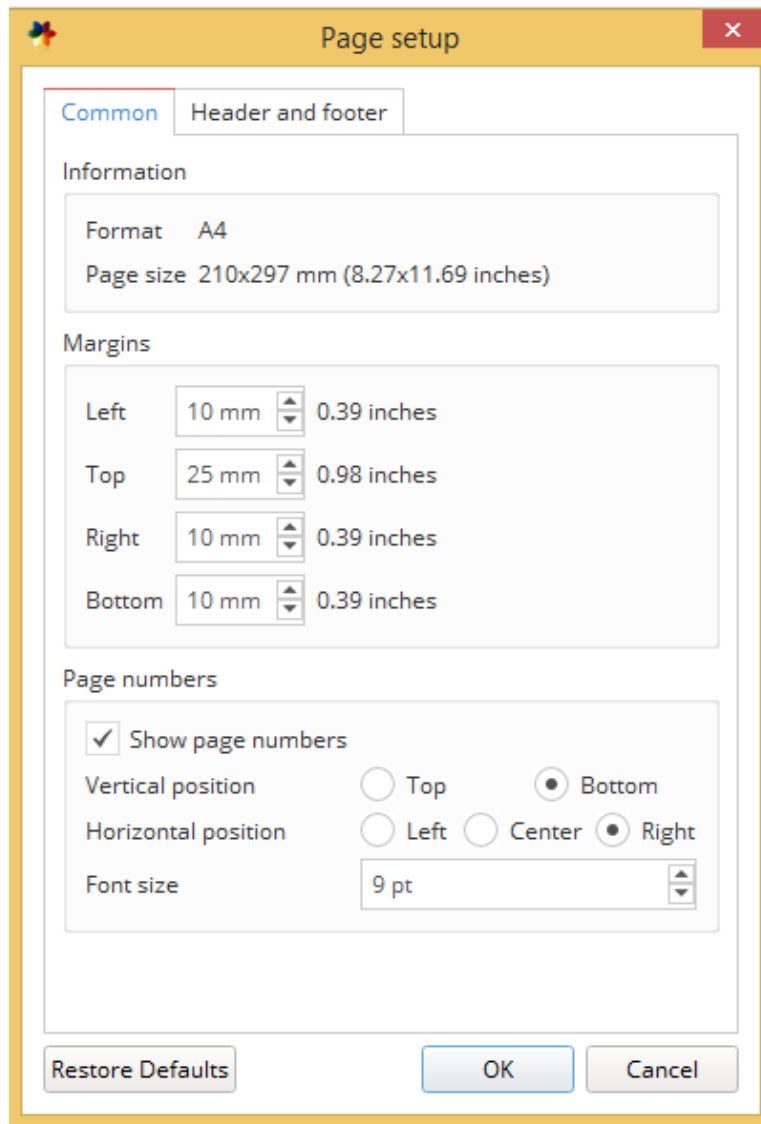 Page setup
Common Header and footer
Information
Format A4
Page size 210x297 mm (8.27x11.69 inches)
Margins
Left 10 mm 0.39 inches
Top 25 mm 0.98 inches
Right 10 mm 0.39 inches
Bottom 10 mm 0.39 inches
Page numbers
Show page numbers
Vertical position Top Bottom
Horizontal position Left Center Right
Font size 9 pt
Restore Defaults OK Cancel